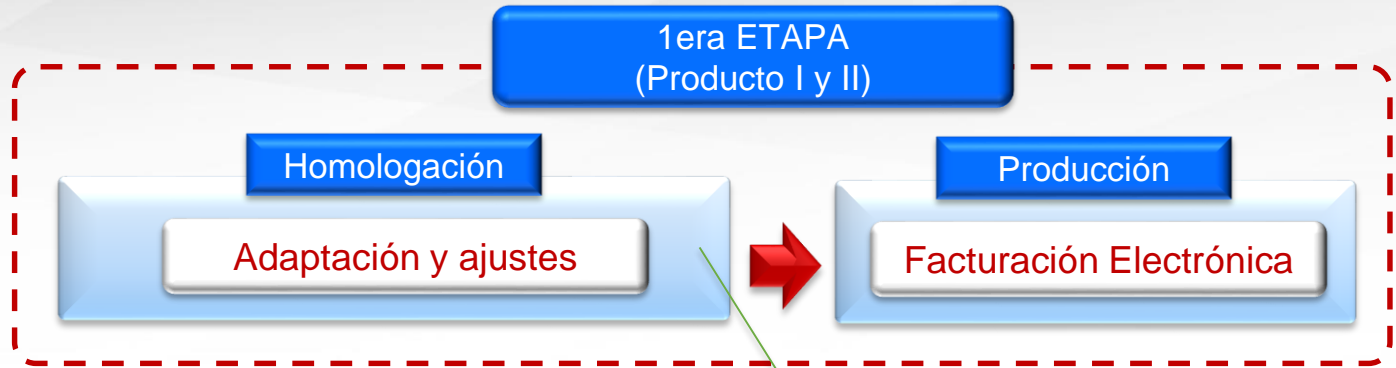 1era ETAPA
(Producto I y II)
Homologación
Producción
Adaptación y ajustes
Facturación Electrónica